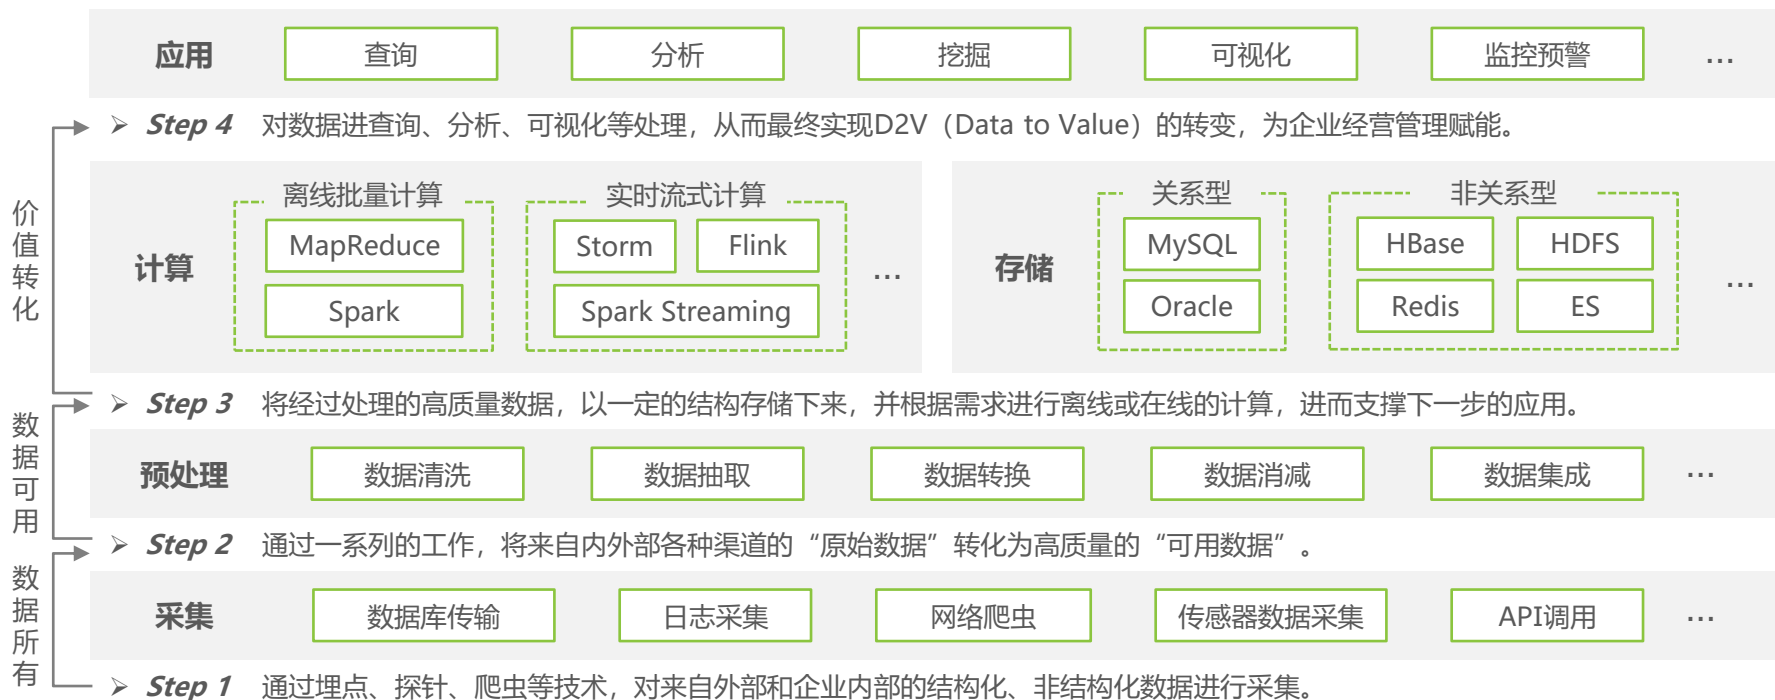 应用 查询 分析 挖掘 可视化 监控预警 ...
➢ Step 4 对数据进查询、分析、可视化等处理，从而最终实现D2V（Data to Value）的转变，为企业经营管理赋能。
价值转化
离线批量计算 实时流式计算 关系型 非关系型
MapReduce Storm Flink MySQL HBase HDFS
计算 ... 存储 ...
Spark Spark Streaming Oracle Redis ES
➢ Step 3 将经过处理的高质量数据，以一定的结构存储下来，并根据需求进行离线或在线的计算，进而支撑下一步的应用。
数据可用
预处理 数据清洗 数据抽取 数据转换 数据消减 数据集成 ...
➢ Step 2 通过一系列的工作，将来自内外部各种渠道的“原始数据”转化为高质量的“可用数据”。
数据所有
采集 数据库传输 日志采集 网络爬虫 传感器数据采集 API调用 ...
➢ Step 1 通过埋点、探针、爬虫等技术，对来自外部和企业内部的结构化、非结构化数据进行采集。